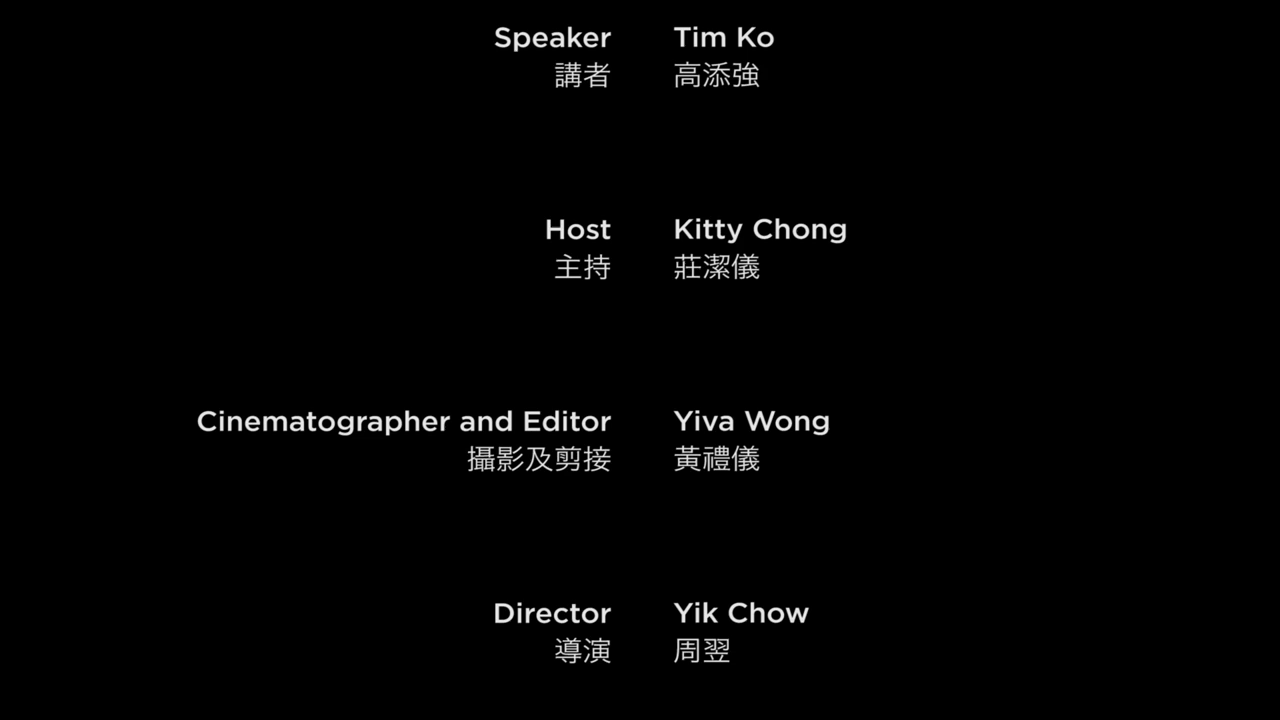 Speaker Tim Ko
講者 高添強
Host Kitty Chong
主持 莊潔儀
Cinematographer and Editor Yiva Wong
攝影及剪接 黃禮儀
Director Yik Chow
導演 周翌